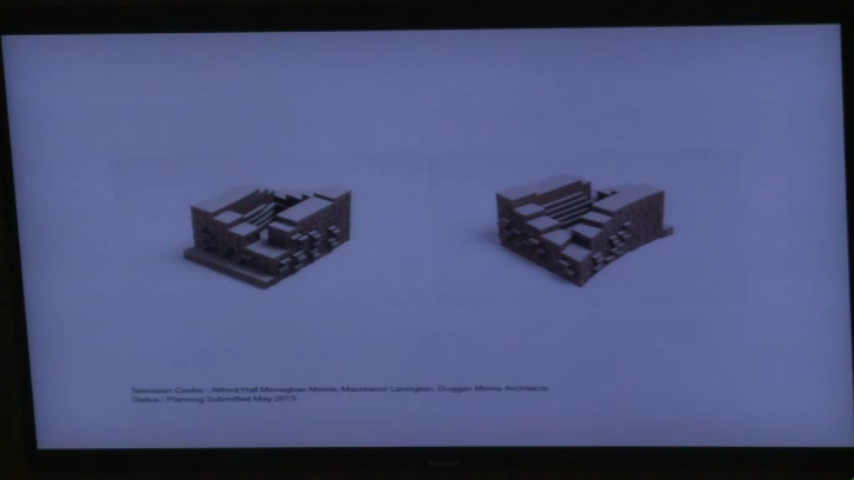 Television Centre : Allford Hall Monaghan Morris, Maccreanor Lavington, Duggan Morris Architects
Status : Planning Submitted May 2013